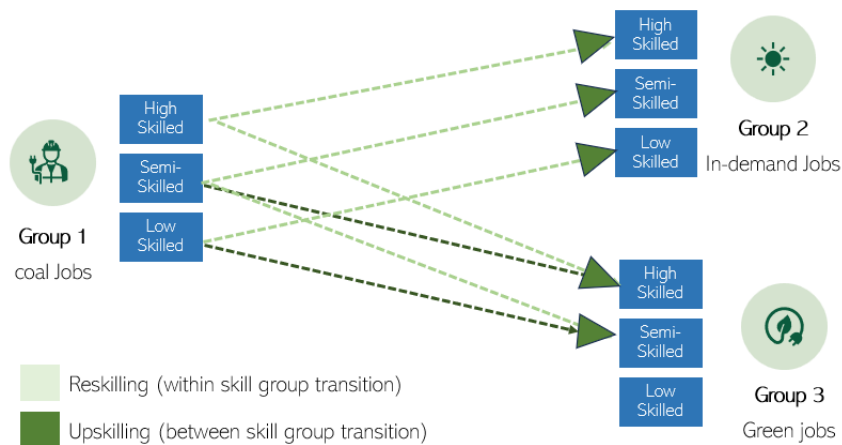 High
Skilled
Semi-
Skilled
Low
Skilled
Group 1
coal Jobs
High
Skilled
Semi-
Skilled
Low
Skilled
Group 2
In-demand Jobs
High
Skilled
Semi-
Skilled
Low
Skilled
Group 3
Green jobs
Reskilling (within skill group transition)
Upskilling (between skill group transition)